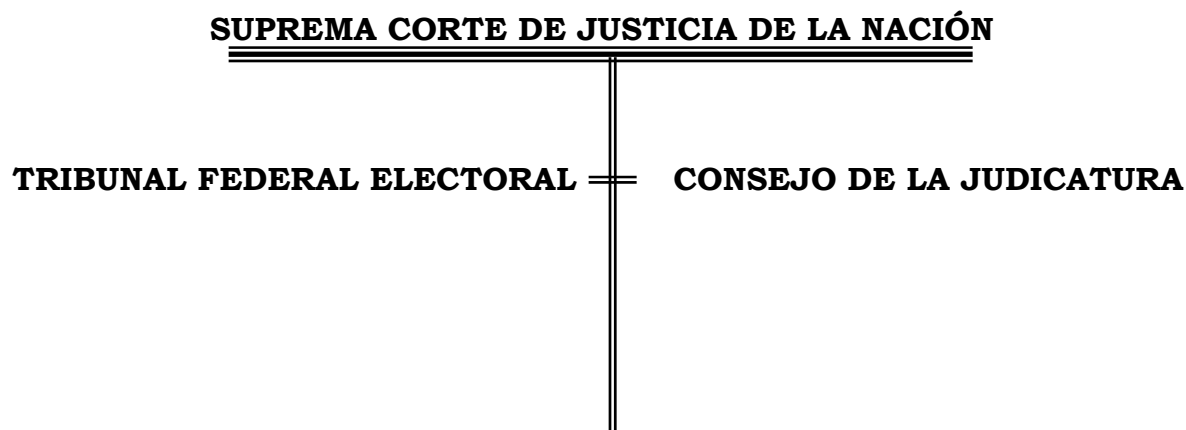 SUPREMA CORTE DE JUSTICIA DE LA NACIÓN
TRIBUNAL FEDERAL ELECTORAL CONSEJO DE LA JUDICATURA